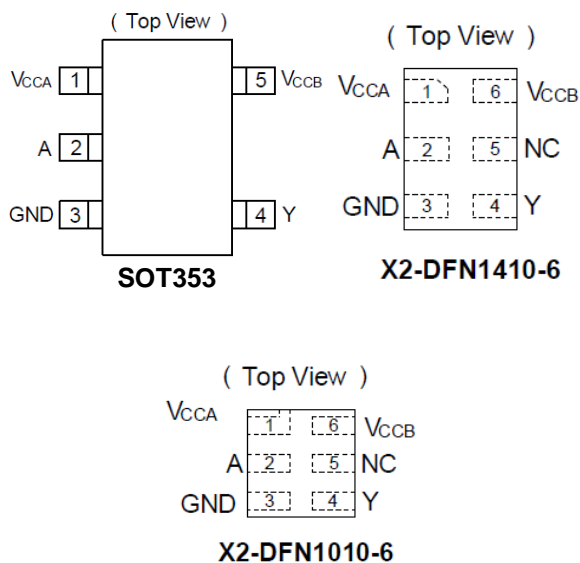 ( Top View )
VCCA 1 5 VCCB
A 2
GND 3 4 Y
SOT353
( Top View )
VCCA 1 6 VCCB
A 2 5 NC
GND 3 4 Y
X2-DFN1410-6
( Top View )
VCCA 1 6 VCCB
A 2 5 NC
GND 3 4 Y
X2-DFN1010-6